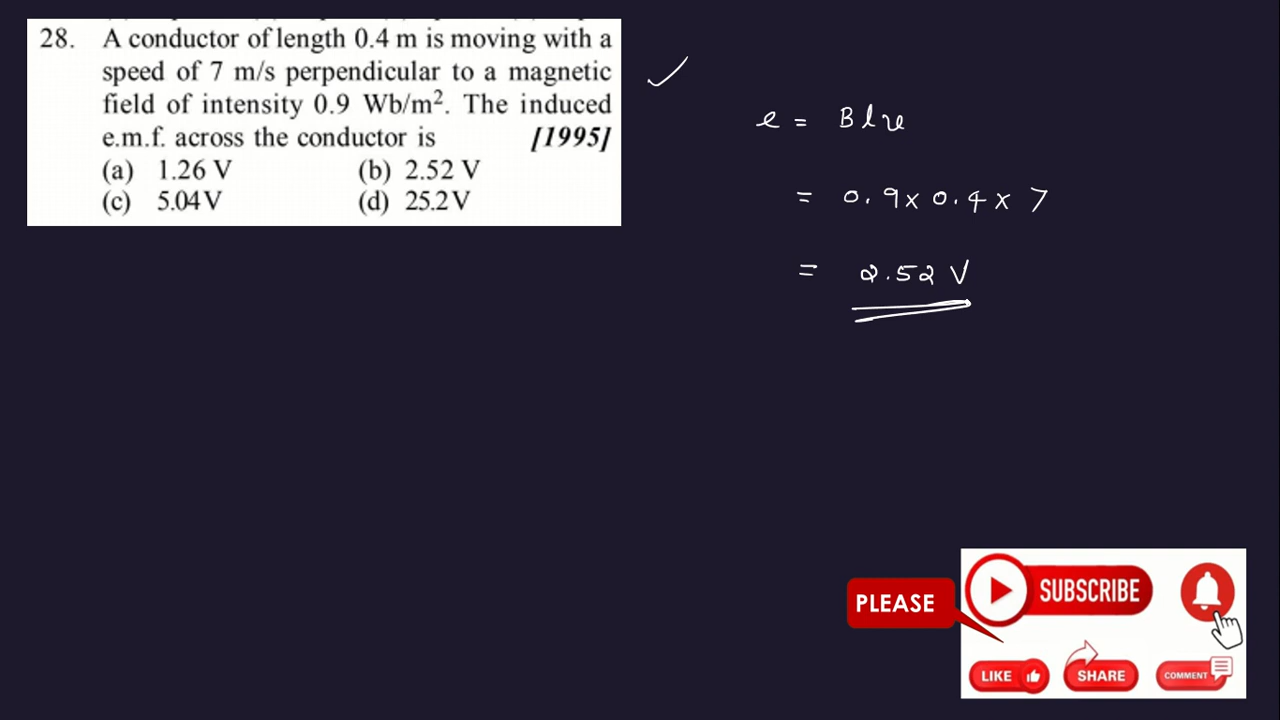 28. A conductor of length 0.4 m is moving with a
speed of 7 m/s perpendicular to a magnetic
field of intensity 0.9 Wb/m². The induced
e.m.f. across the conductor is [1995]
(a) 1.26 V (b) 2.52 V
(c) 5.04 V (d) 25.2 V
e = Blv
= 0.9 x 0.4 x 7
= 2.52 V
PLEASE
SUBSCRIBE
LIKE
SHARE
COMMENT